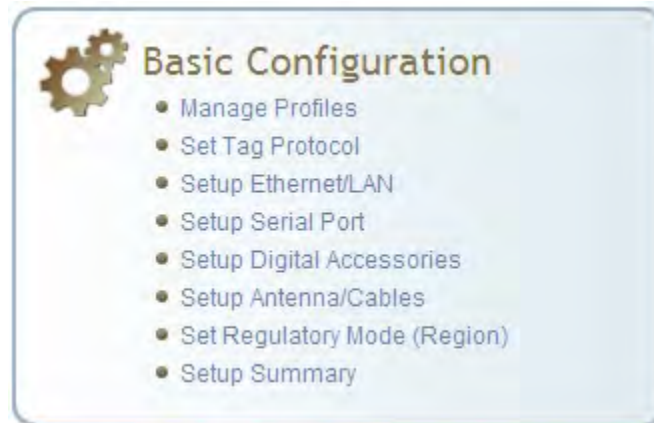 Basic Configuration
Manage Profiles
Set Tag Protocol
Setup Ethernet/LAN
Setup Serial Port
Setup Digital Accessories
Setup Antenna/Cables
Set Regulatory Mode (Region)
Setup Summary